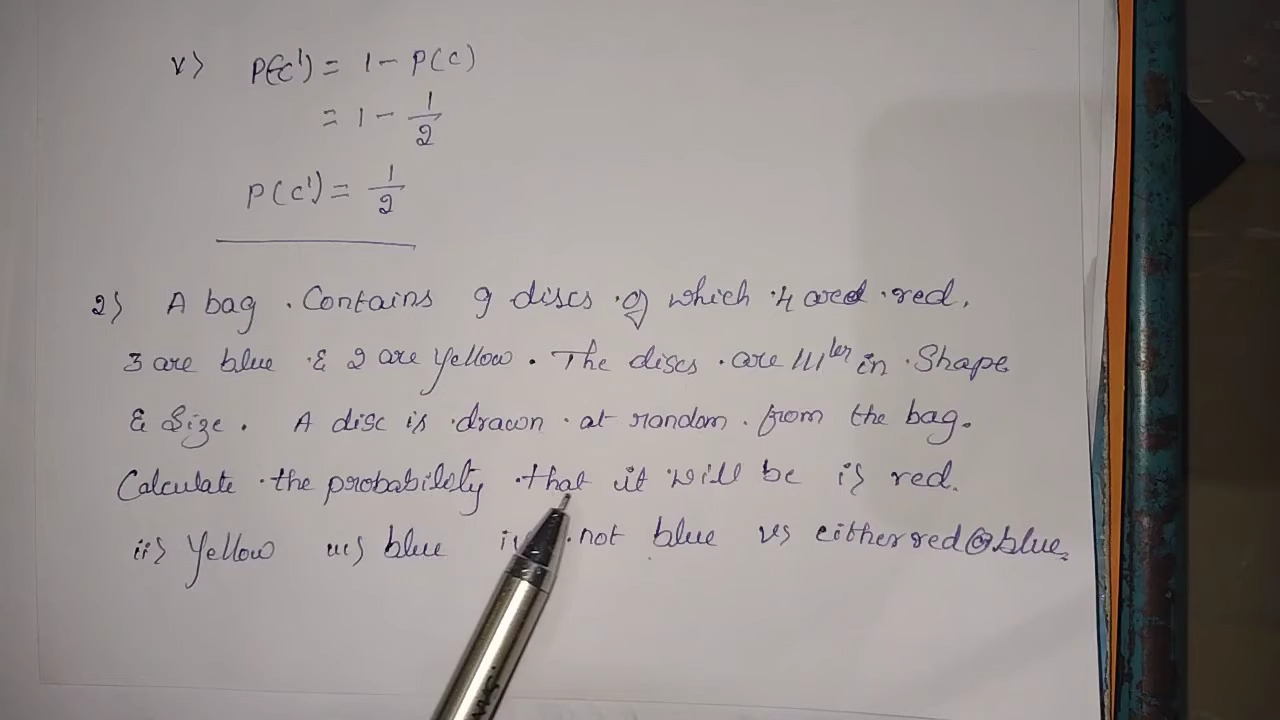 v) P(C') = 1 - P(C)
= 1 - 1/2
P(C') = 1/2
2) A bag contains 9 discs of which 4 are red,
3 are blue & 2 are yellow. The discs are |||ler in shape
& size. A disc is drawn at random from the bag.
Calculate the probability that it will be i) red.
ii) Yellow iii) blue not blue v) either red or blue.